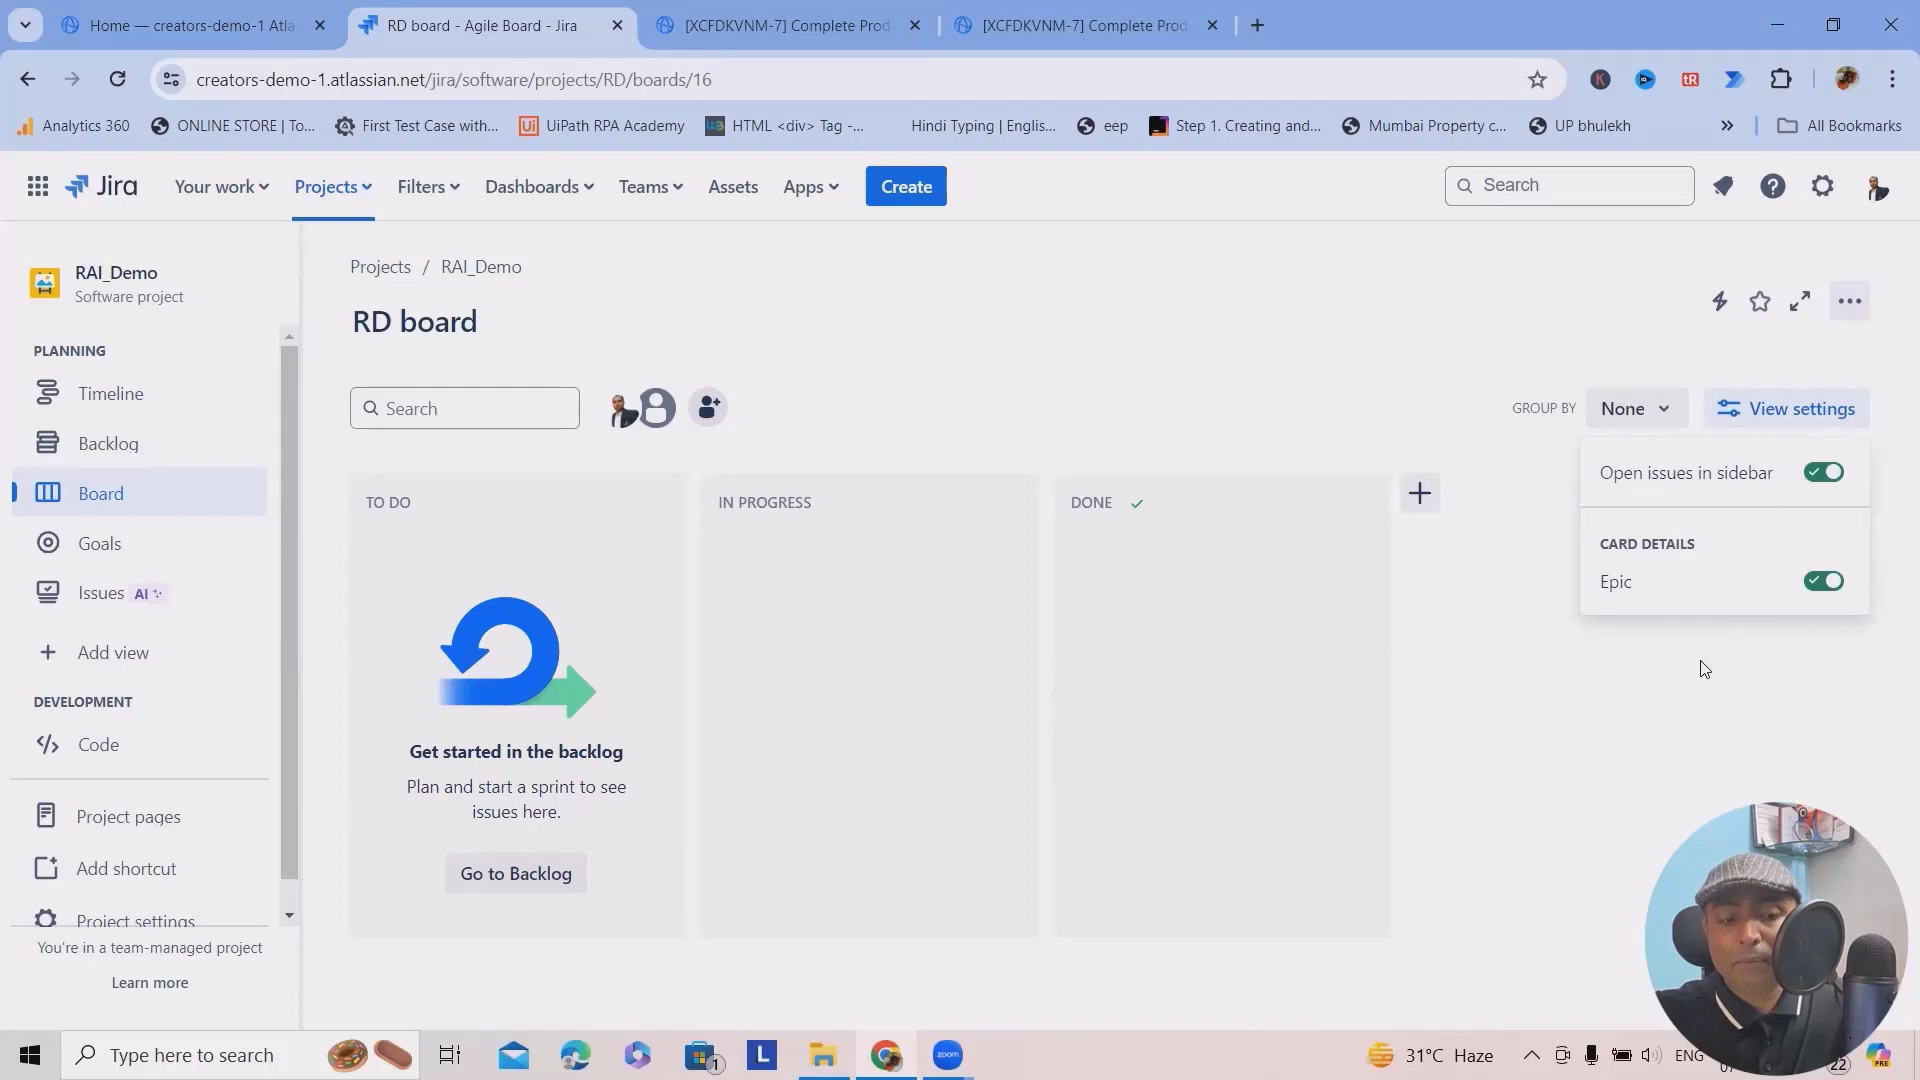 Home — creators-demo-1 Atla
RD board - Agile Board - Jira
[XCFDKVNM-7] Complete Prod
[XCFDKVNM-7] Complete Prod
creators-demo-1.atlassian.net/jira/software/projects/RD/boards/16
Analytics 360
ONLINE STORE | To...
First Test Case with...
UiPath RPA Academy
HTML <div> Tag -...
Hindi Typing | Englis...
eep
Step 1. Creating and...
Mumbai Property c...
UP bhulekh
All Bookmarks
Jira
Your work
Projects
Filters
Dashboards
Teams
Assets
Apps
Create
Search
RAI_Demo
Software project
PLANNING
Timeline
Backlog
Board
Goals
Issues AI
Add view
DEVELOPMENT
Code
Project pages
Add shortcut
Project settings
You're in a team-managed project
Learn more
Projects / RAI_Demo
RD board
Search
GROUP BY None View settings
Open issues in sidebar
CARD DETAILS
Epic
TO DO
IN PROGRESS
DONE
Get started in the backlog
Plan and start a sprint to see
issues here.
Go to Backlog
Type here to search
L
1
zoom
31°C Haze
ENG
22
PRE